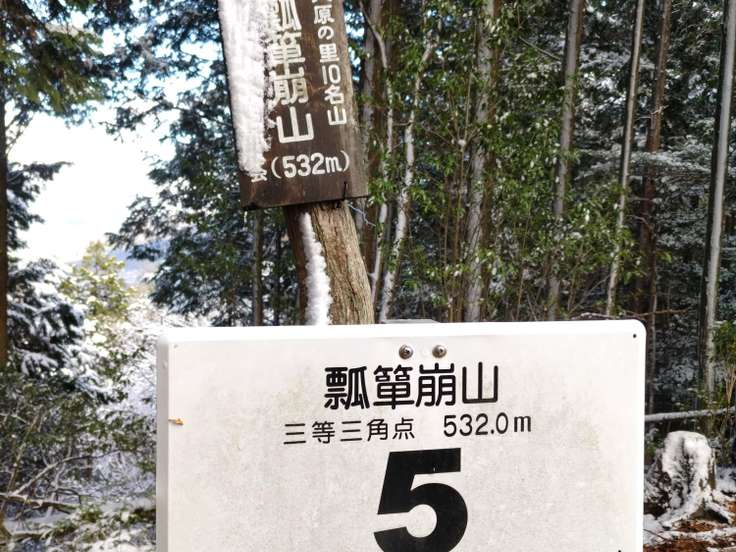 原の里10名山
瓢箪崩山
会(532m)
瓢箪崩山
三等三角点 532.0m
5